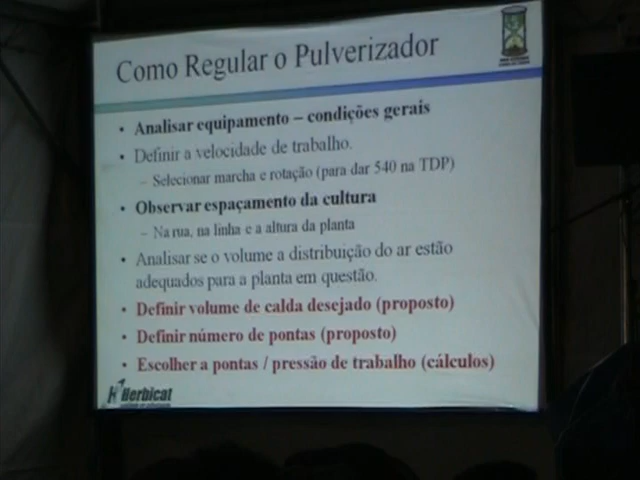 Como Regular o Pulverizador
• Analisar equipamento – condições gerais
• Definir a velocidade de trabalho.
– Selecionar marcha e rotação (para dar 540 na TDP)
• Observar espaçamento da cultura
– Na rua, na linha e a altura da planta
• Analisar se o volume a distribuição do ar estão
adequados para a planta em questão.
• Definir volume de calda desejado (proposto)
• Definir número de pontas (proposto)
• Escolher a pontas / pressão de trabalho (cálculos)
Herbicat